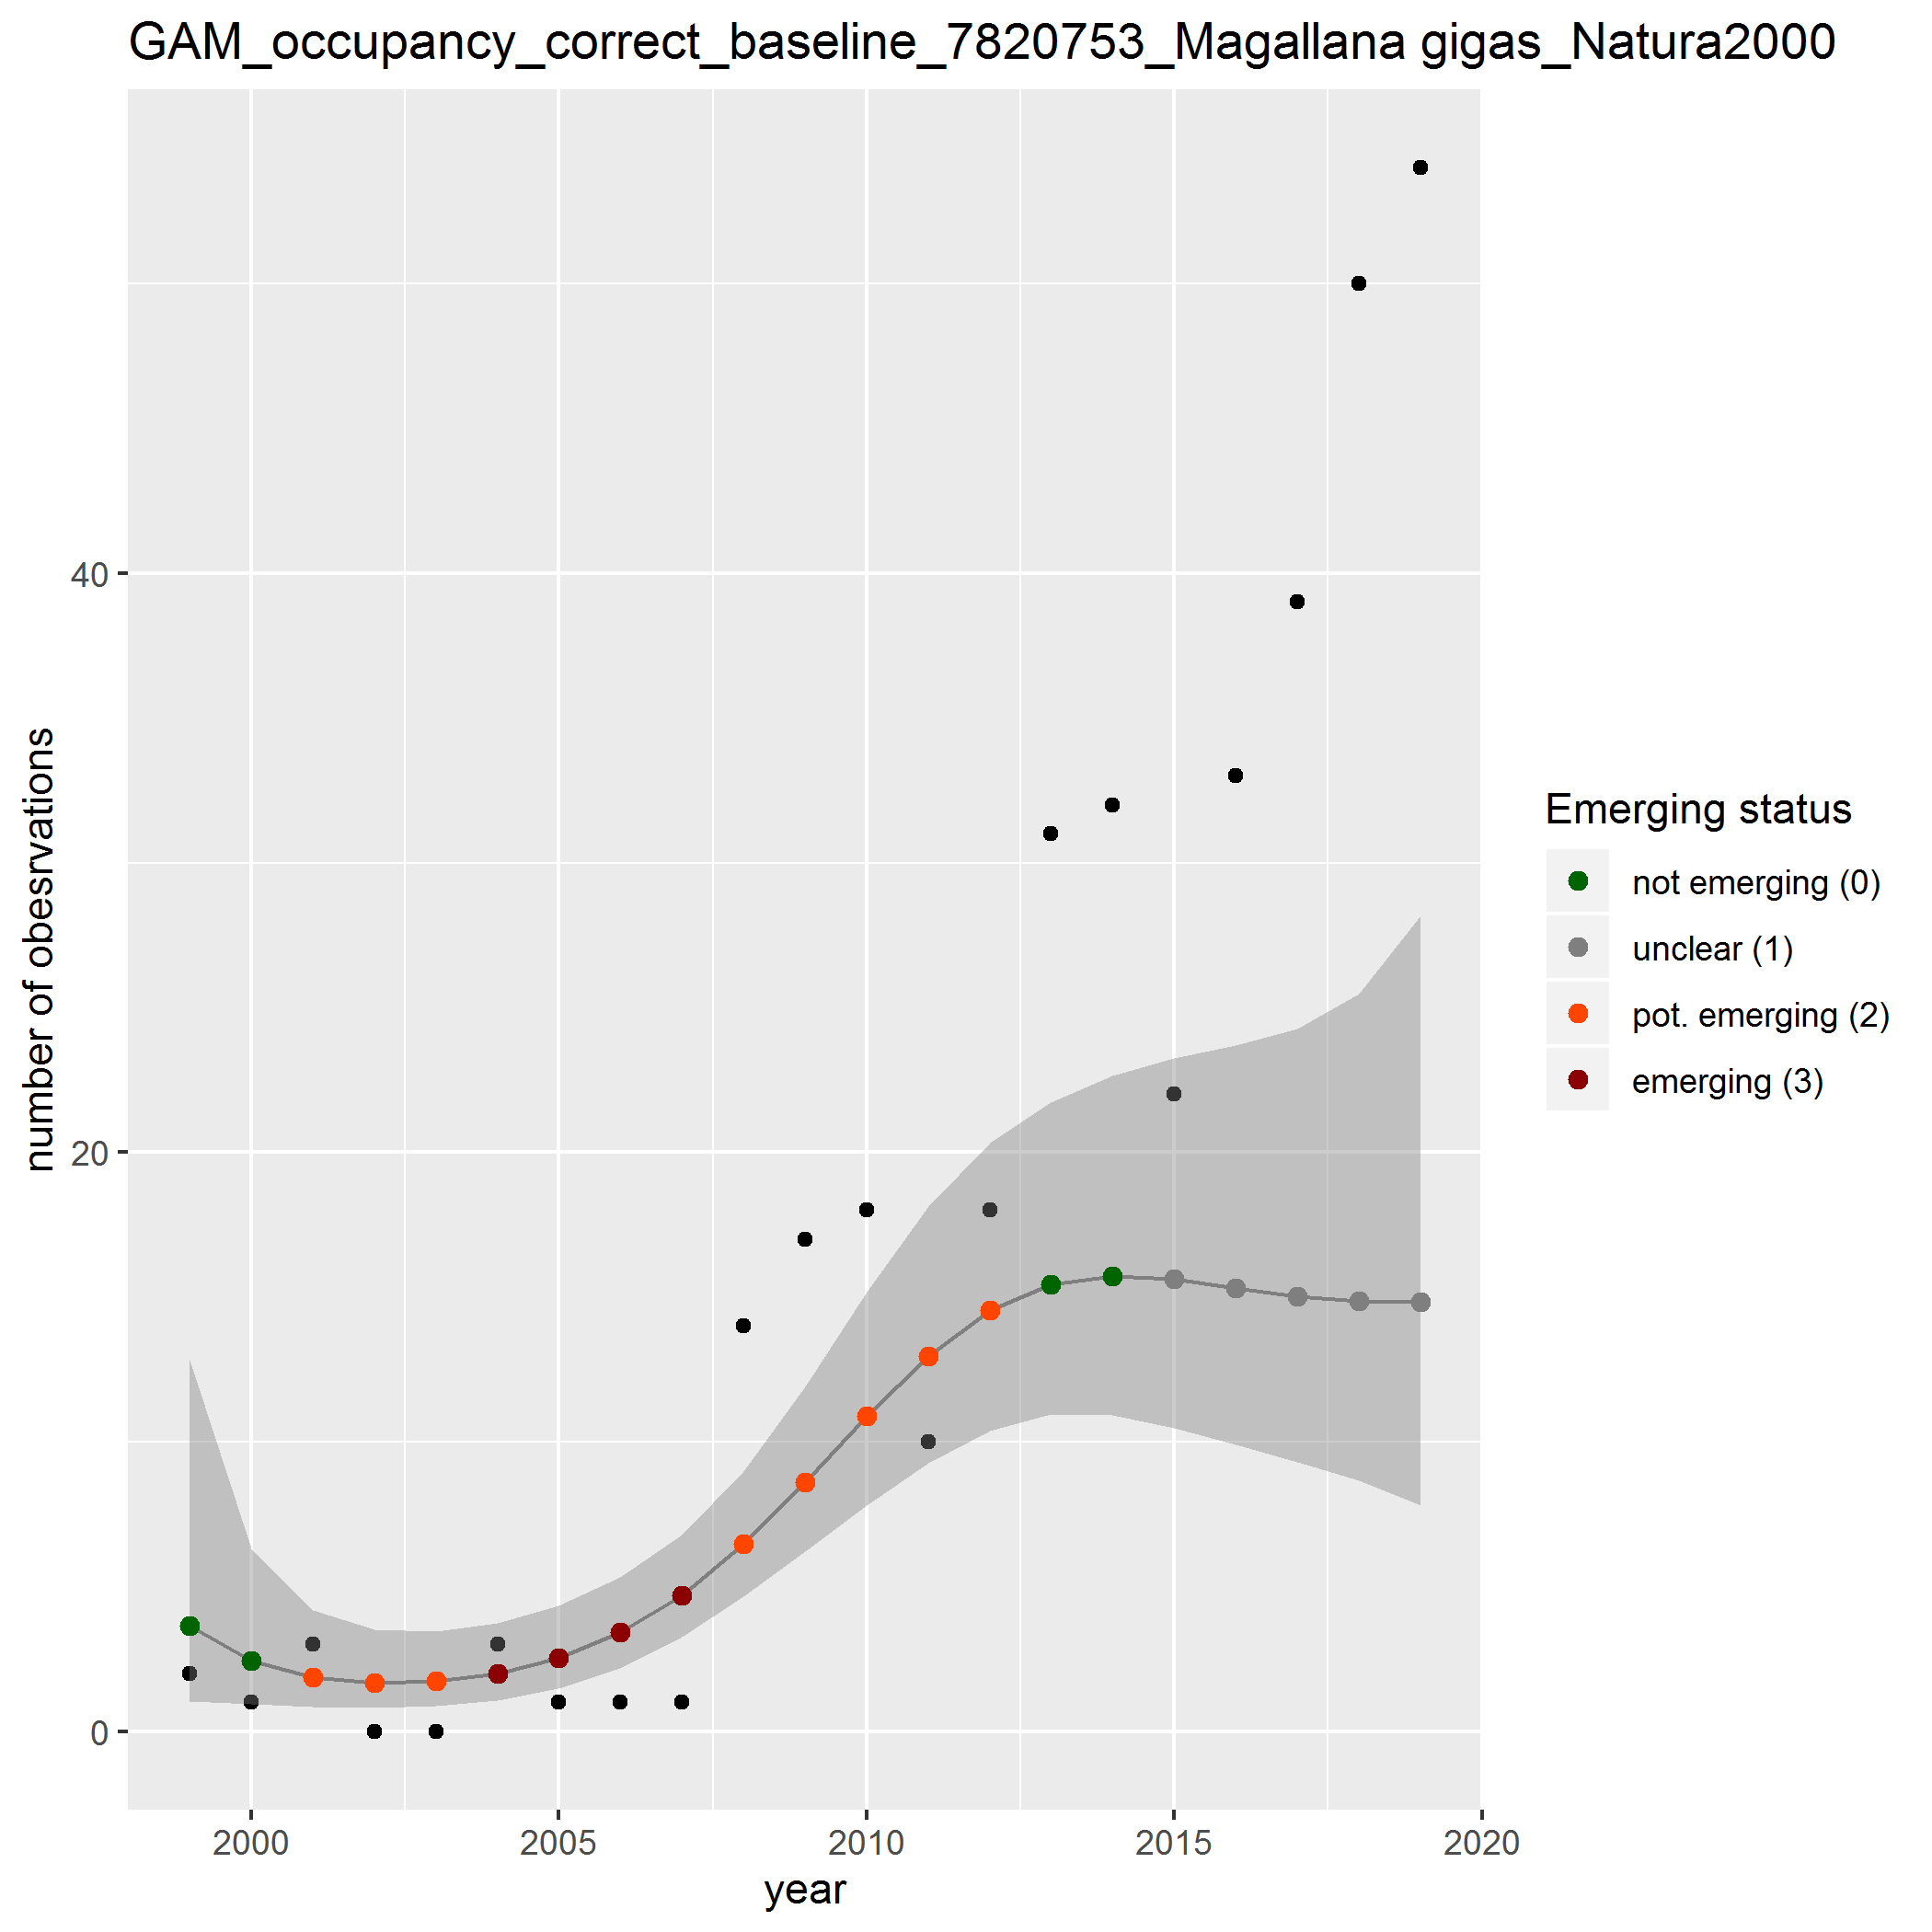 GAM_occupancy_correct_baseline_7820753_Magallana gigas_Natura2000
number of obesrvations
40
20
0
2000
2005
2010
2015
2020
year
Emerging status
not emerging (0)
unclear (1)
pot. emerging (2)
emerging (3)